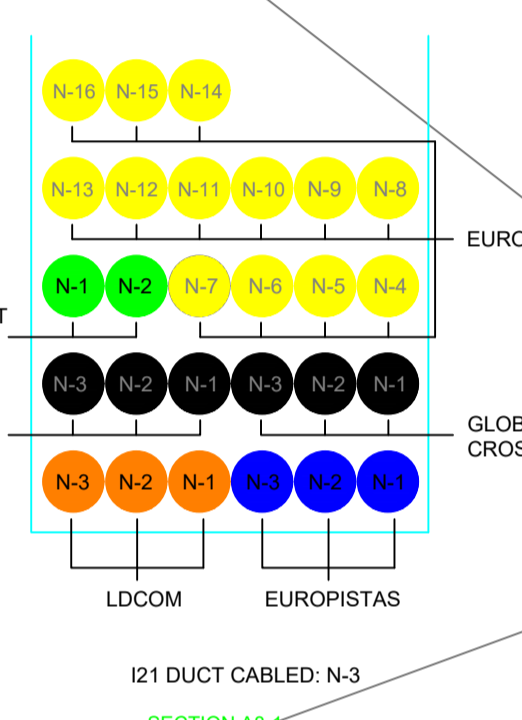 N-16 N-15 N-14
N-13 N-12 N-11 N-10 N-9 N-8
EURO
N-1 N-2 N-7 N-6 N-5 N-4
T
N-3 N-2 N-1 N-3 N-2 N-1
GLOB
CROS
N-3 N-2 N-1 N-3 N-2 N-1
LDCOM EUROPISTAS
I21 DUCT CABLED: N-3
SECTION